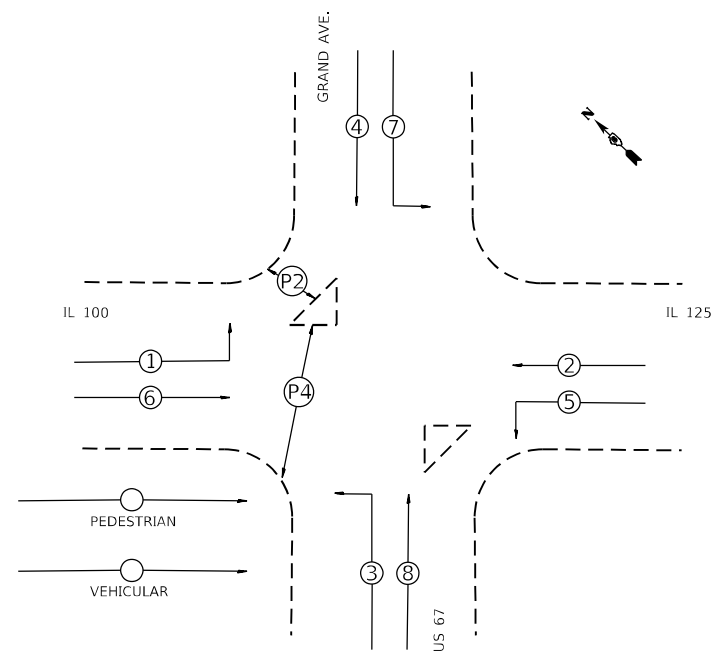 GRAND AVE.
4
7
N
P2
IL 100
IL 125
1
2
6
P4
5
PEDESTRIAN
3
8
VEHICULAR
US 67